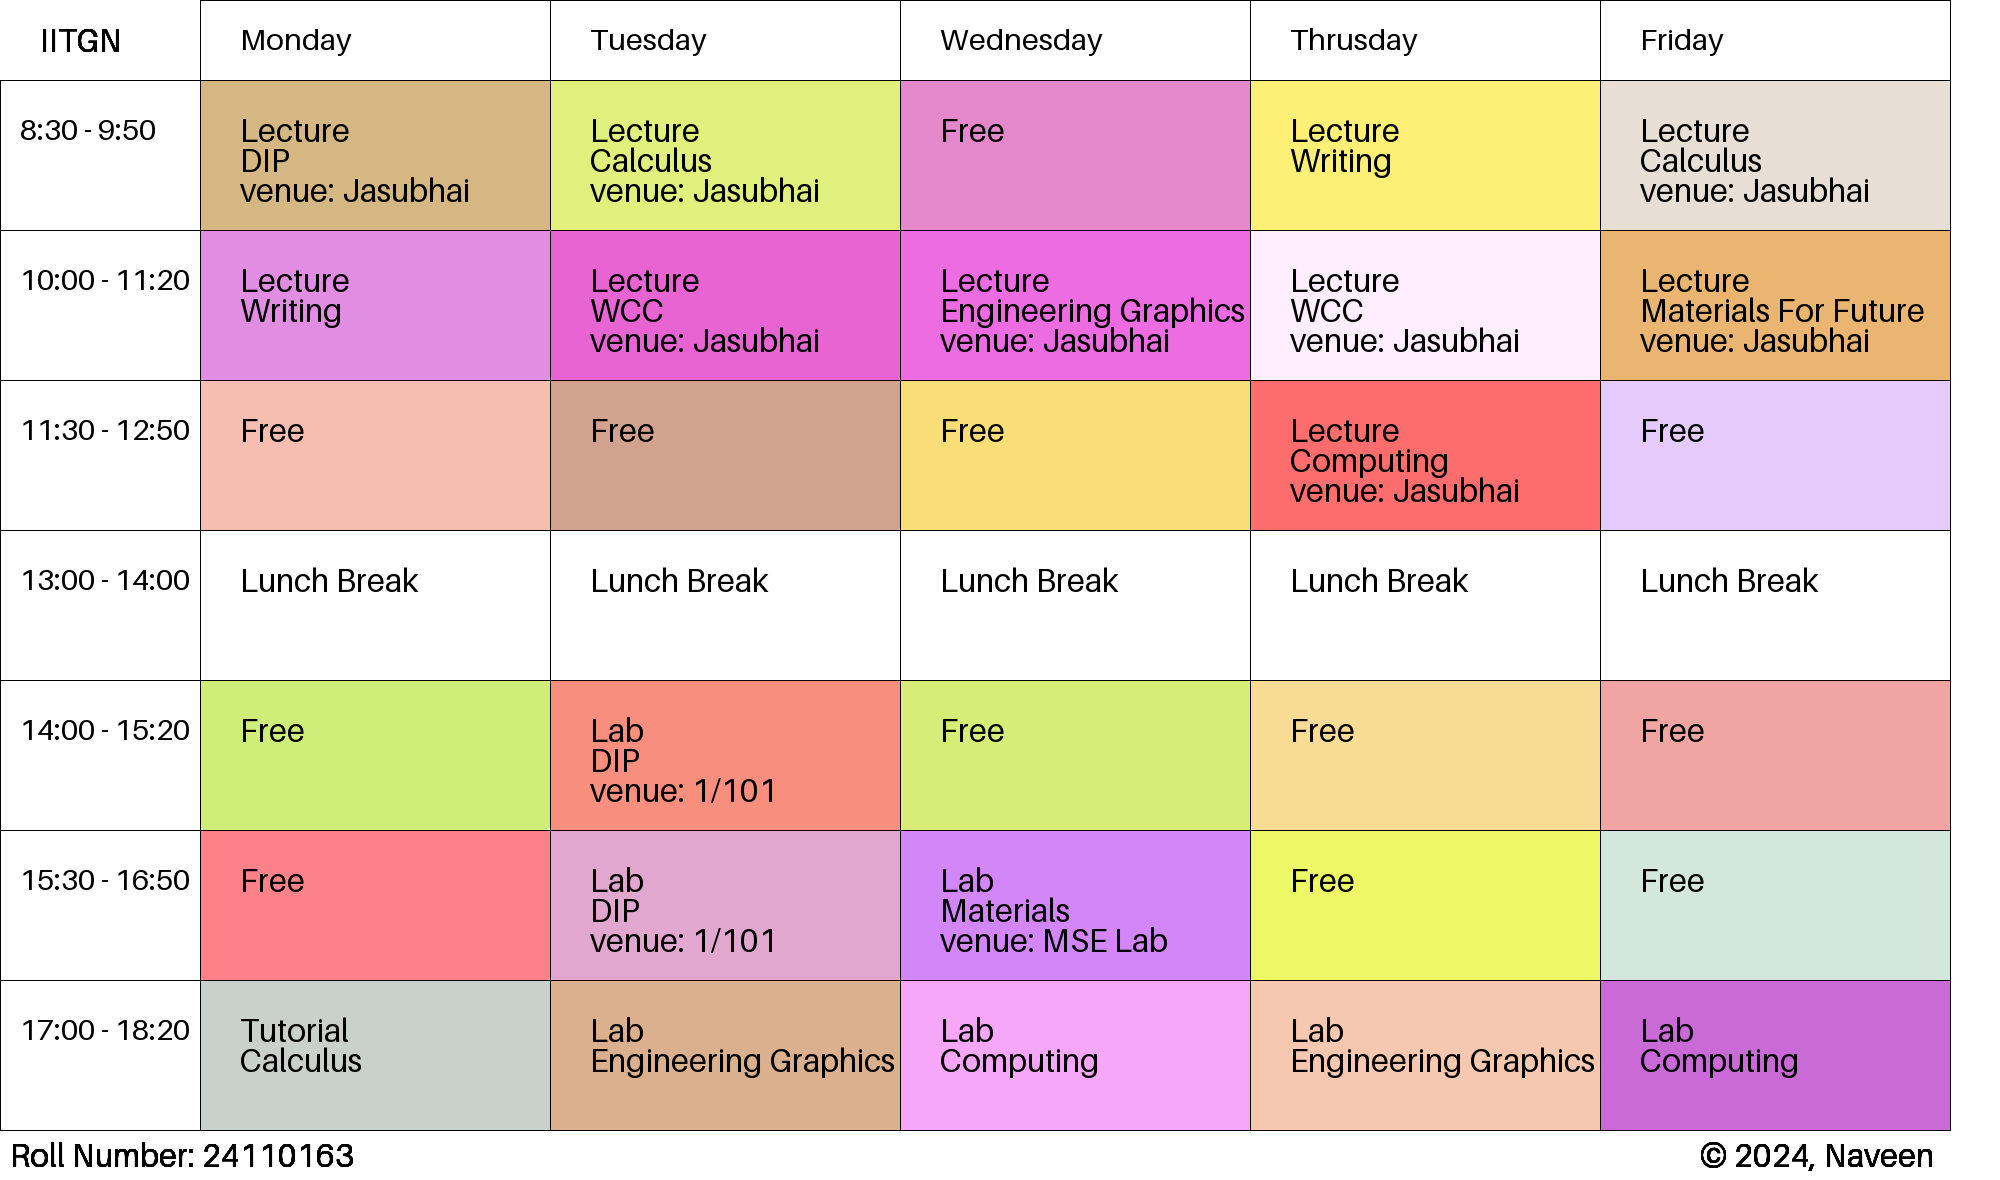 IITGN
Monday
Tuesday
Wednesday
Thrusday
Friday
8:30 - 9:50
Lecture
DIP
venue: Jasubhai
Lecture
Calculus
venue: Jasubhai
Free
Lecture
Writing
Lecture
Calculus
venue: Jasubhai
10:00 - 11:20
Lecture
Writing
Lecture
WCC
venue: Jasubhai
Lecture
Engineering Graphics
venue: Jasubhai
Lecture
WCC
venue: Jasubhai
Lecture
Materials For Future
venue: Jasubhai
11:30 - 12:50
Free
Free
Free
Lecture
Computing
venue: Jasubhai
Free
13:00 - 14:00
Lunch Break
Lunch Break
Lunch Break
Lunch Break
Lunch Break
14:00 - 15:20
Free
Lab
DIP
venue: 1/101
Free
Free
Free
15:30 - 16:50
Free
Lab
DIP
venue: 1/101
Lab
Materials
venue: MSE Lab
Free
Free
17:00 - 18:20
Tutorial
Calculus
Lab
Engineering Graphics
Lab
Computing
Lab
Engineering Graphics
Lab
Computing
Roll Number: 24110163
© 2024, Naveen